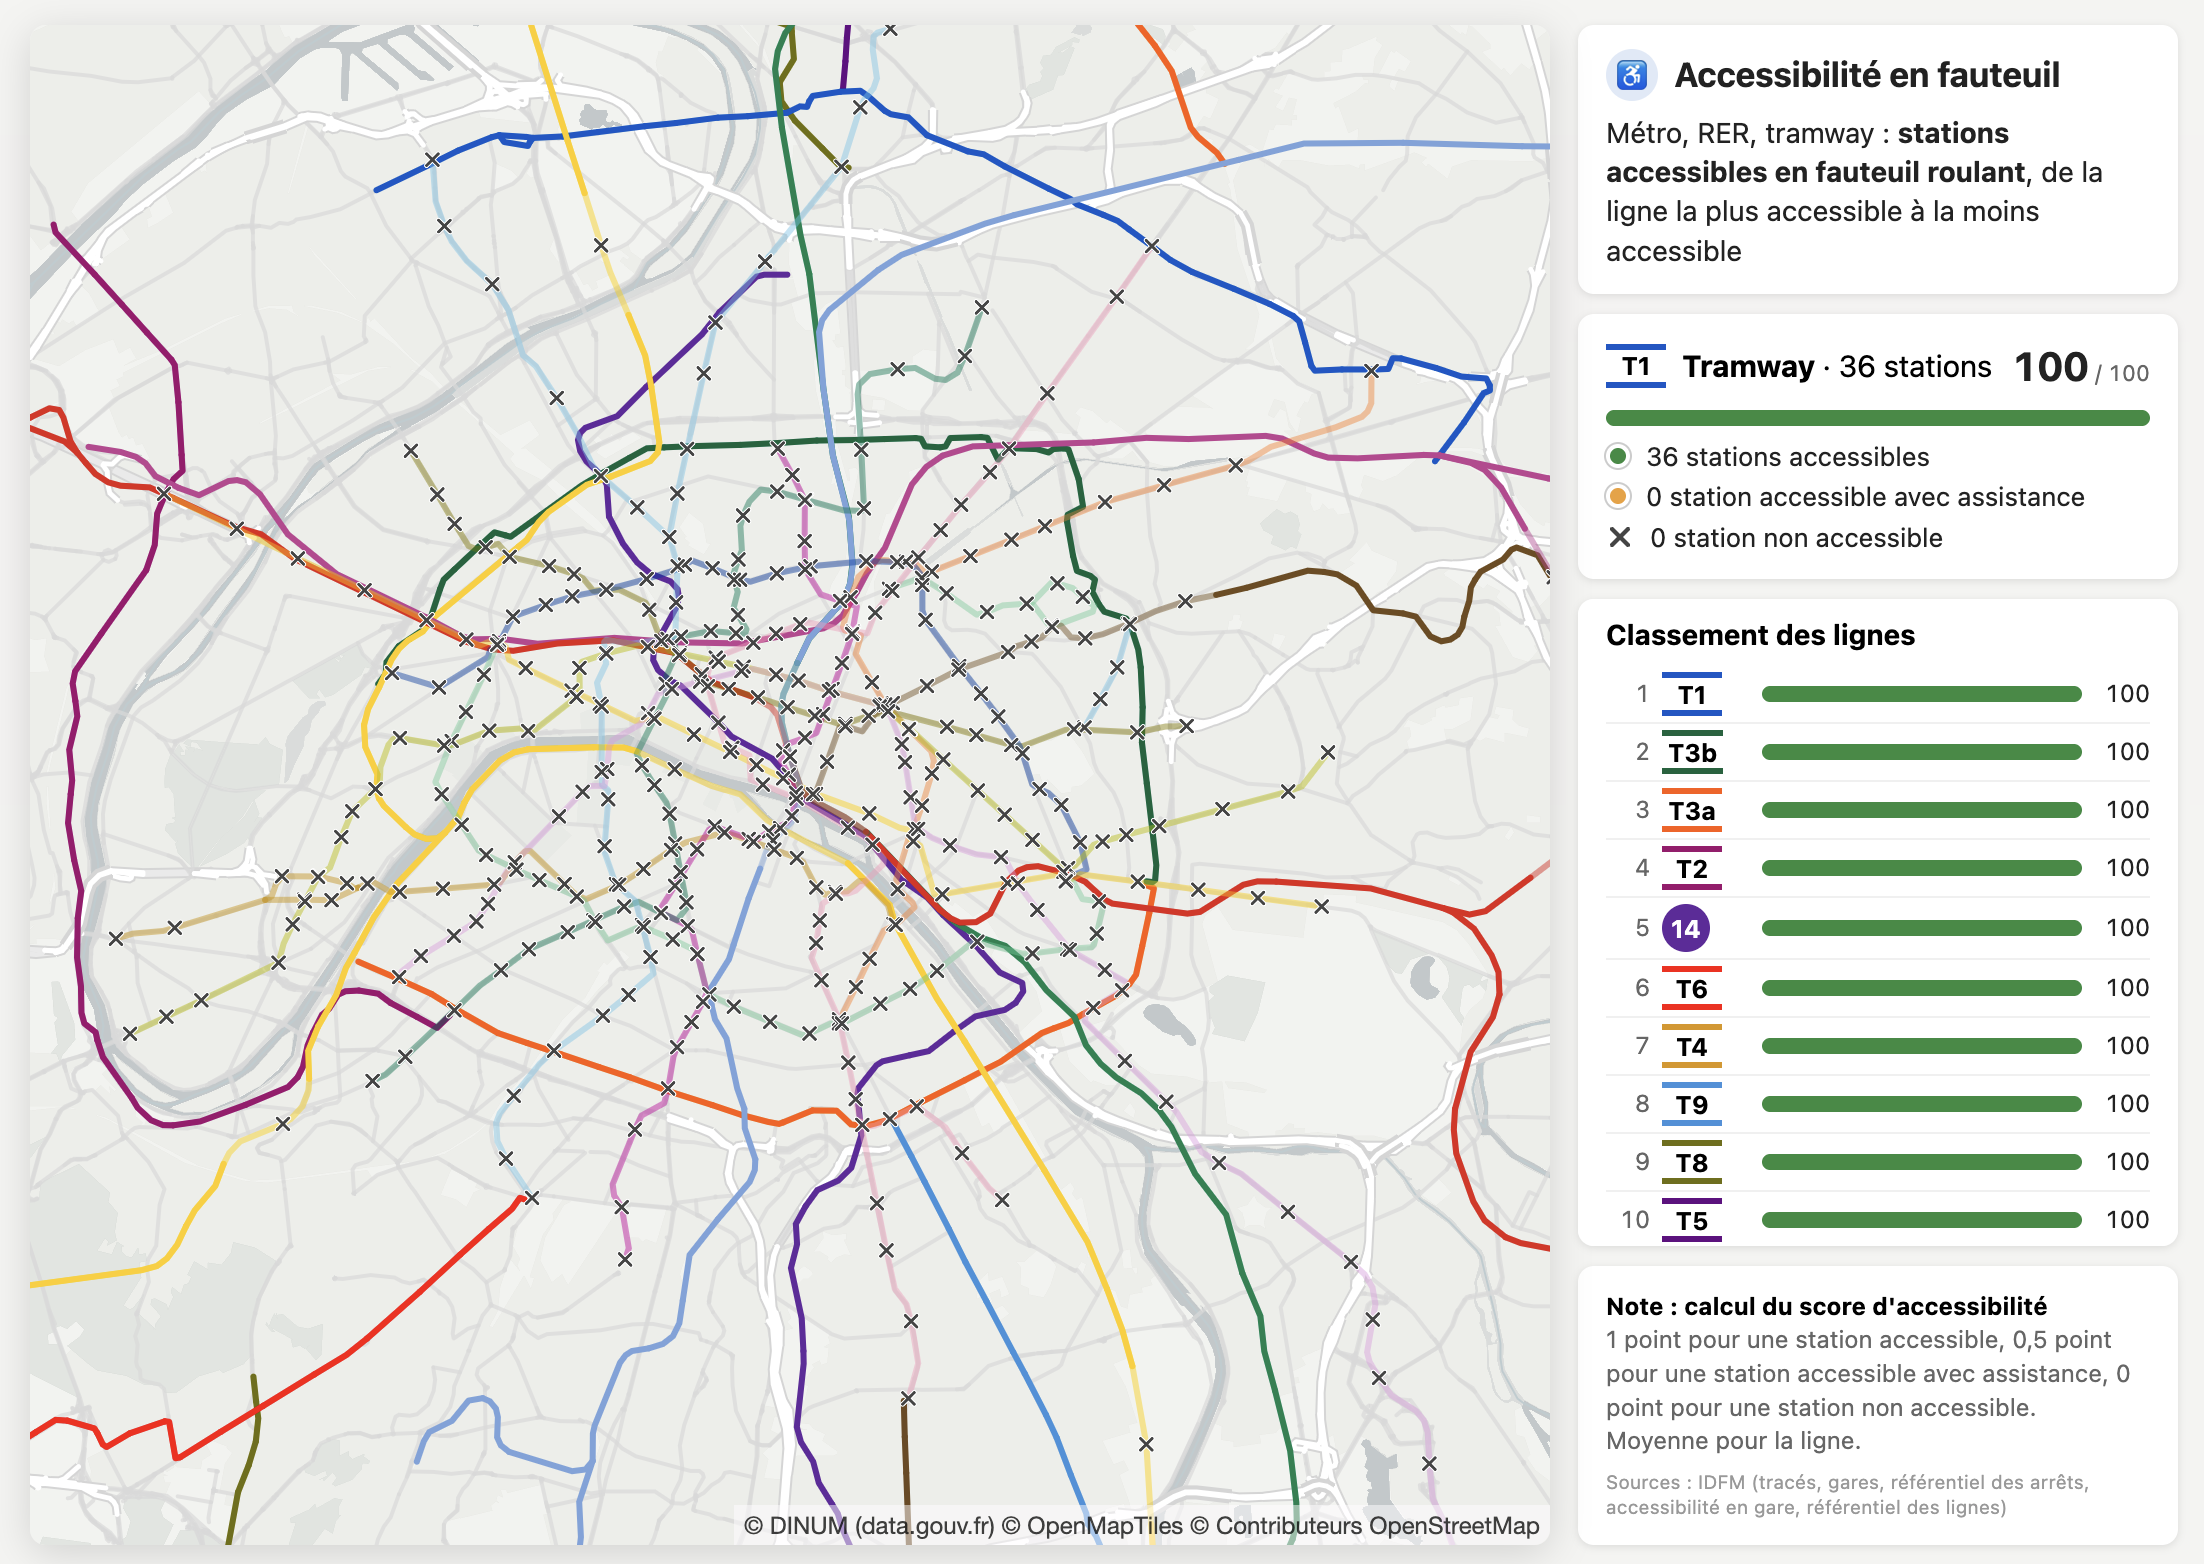 Accessibilité en fauteuil
Métro, RER, tramway : stations
accessibles en fauteuil roulant, de la
ligne la plus accessible à la moins
accessible
T1 Tramway · 36 stations 100 / 100
36 stations accessibles
0 station accessible avec assistance
0 station non accessible
Classement des lignes
1 T1 100
2 T3b 100
3 T3a 100
4 T2 100
5 14 100
6 T6 100
7 T4 100
8 T9 100
9 T8 100
10 T5 100
Note : calcul du score d'accessibilité
1 point pour une station accessible, 0,5 point
pour une station accessible avec assistance, 0
point pour une station non accessible.
Moyenne pour la ligne.
Sources : IDFM (tracés, gares, référentiel des arrêts,
accessibilité en gare, référentiel des lignes)
© DINUM (data.gouv.fr) © OpenMapTiles © Contributeurs OpenStreetMap